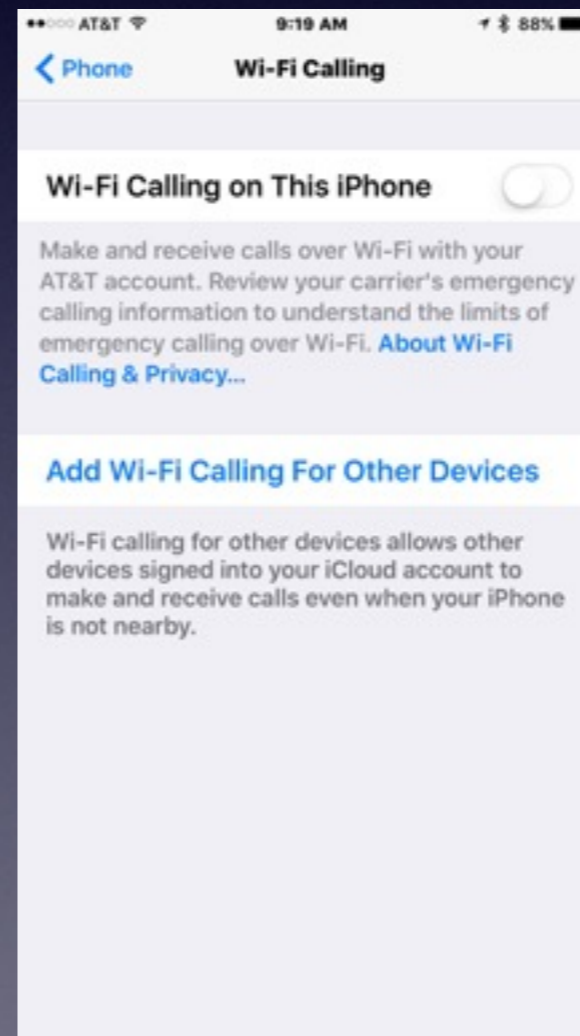 AT&T 9:19 AM 88%
Phone Wi-Fi Calling
Wi-Fi Calling on This iPhone
Make and receive calls over Wi-Fi with your
AT&T account. Review your carrier's emergency
calling information to understand the limits of
emergency calling over Wi-Fi. About Wi-Fi
Calling & Privacy...
Add Wi-Fi Calling For Other Devices
Wi-Fi calling for other devices allows other
devices signed into your iCloud account to
make and receive calls even when your iPhone
is not nearby.